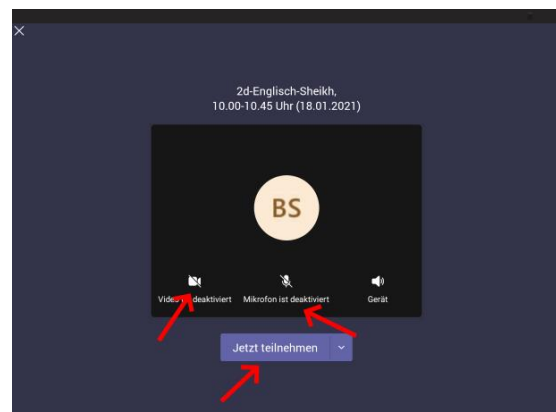 2d-Englisch-Sheikh,
10.00-10.45 Uhr (18.01.2021)
BS
Video ist deaktiviert Mikrofon ist deaktiviert Gerät
Jetzt teilnehmen